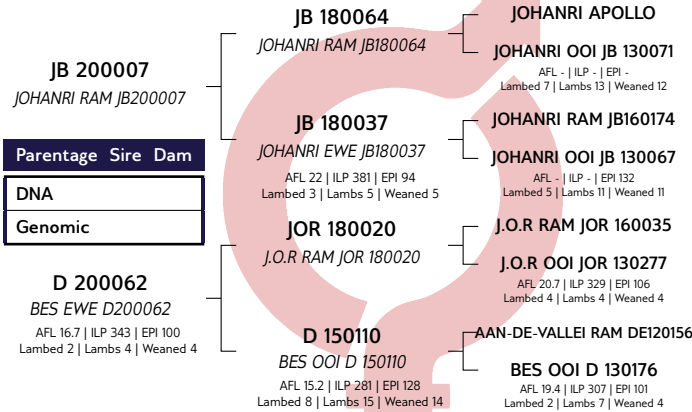 JB 200007
JOHANRI RAM JB200007
Parentage Sire Dam
DNA
Genomic
D 200062
BES EWE D200062
AFL 16.7 | ILP 343 | EPI 100
Lambed 2 | Lambs 4 | Weaned 4
JB 180064
JOHANRI RAM JB180064
JB 180037
JOHANRI EWE JB180037
AFL 22 | ILP 381 | EPI 94
Lambed 3 | Lambs 5 | Weaned 5
JOR 180020
J.O.R RAM JOR 180020
D 150110
BES OOI D 150110
AFL 15.2 | ILP 281 | EPI 128
Lambed 8 | Lambs 15 | Weaned 14
JOHANRI APOLLO
JOHANRI OOI JB 130071
AFL - | ILP - | EPI -
Lambed 7 | Lambs 13 | Weaned 12
JOHANRI RAM JB160174
JOHANRI OOI JB 130067
AFL - | ILP - | EPI 132
Lambed 5 | Lambs 11 | Weaned 11
J.O.R RAM JOR 160035
J.O.R OOI JOR 130277
AFL 20.7 | ILP 329 | EPI 106
Lambed 4 | Lambs 4 | Weaned 4
AAN-DE-VALLEI RAM DE120156
BES OOI D 130176
AFL 19.4 | ILP 307 | EPI 101
Lambed 2 | Lambs 7 | Weaned 4